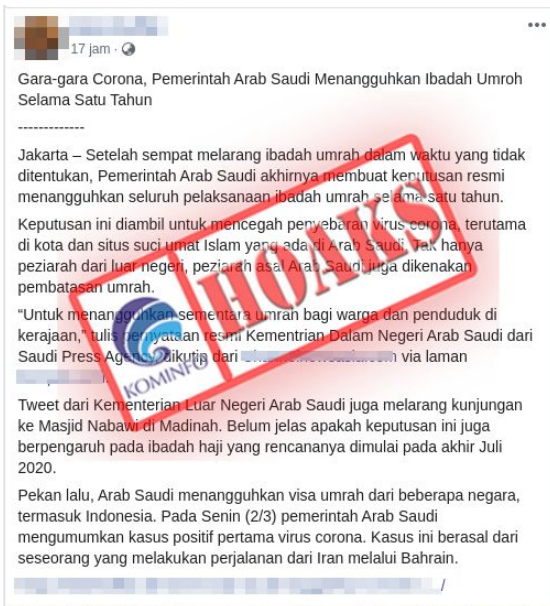 17 jam
Gara-gara Corona, Pemerintah Arab Saudi Menangguhkan Ibadah Umroh
Selama Satu Tahun
-------------
Jakarta – Setelah sempat melarang ibadah umrah dalam waktu yang tidak
ditentukan, Pemerintah Arab Saudi akhirnya membuat keputusan resmi
menangguhkan seluruh pelaksanaan ibadah umrah selama satu tahun.
Keputusan ini diambil untuk mencegah penyebaran virus corona, terutama
di kota dan situs suci umat Islam yang ada di Arab Saudi. Tak hanya
peziarah dari luar negeri, peziarah asal Arab Saudi juga dikenakan
pembatasan umrah.
“Untuk menangguhkan sementara umrah bagi warga dan penduduk di
kerajaan,” tulis pernyataan resmi Kementrian Dalam Negeri Arab Saudi dari
Saudi Press Agency dikutip dari via laman
Tweet dari Kementerian Luar Negeri Arab Saudi juga melarang kunjungan
ke Masjid Nabawi di Madinah. Belum jelas apakah keputusan ini juga
berpengaruh pada ibadah haji yang rencananya dimulai pada akhir Juli
2020.
Pekan lalu, Arab Saudi menangguhkan visa umrah dari beberapa negara,
termasuk Indonesia. Pada Senin (2/3) pemerintah Arab Saudi
mengumumkan kasus positif pertama virus corona. Kasus ini berasal dari
seseorang yang melakukan perjalanan dari Iran melalui Bahrain.
HOAKS
KOMINFO